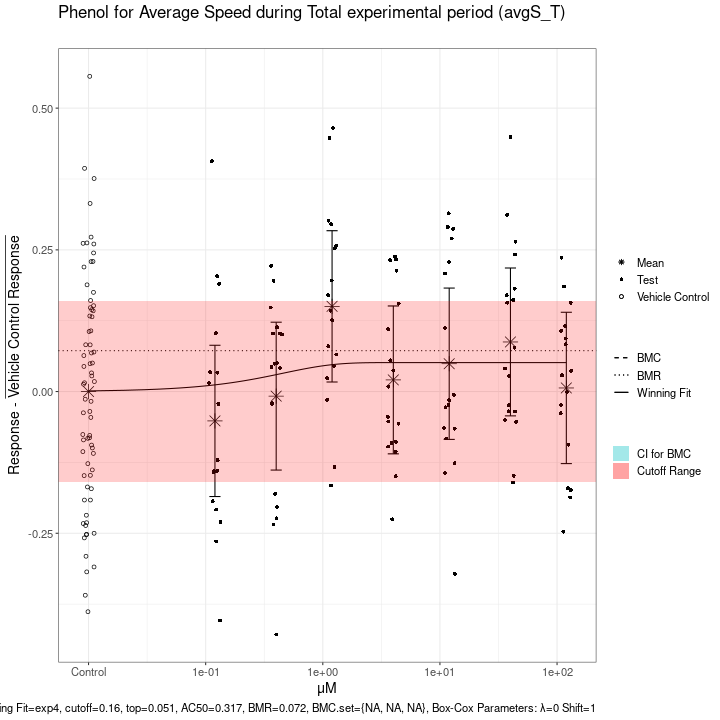 Phenol for Average Speed during Total experimental period (avgS_T)
Response - Vehicle Control Response
0.50
0.25
0.00
-0.25
Control
1e-01
1e+00
1e+01
1e+02
µM
Mean
Test
Vehicle Control
BMC
BMR
Winning Fit
CI for BMC
Cutoff Range
ing Fit=exp4, cutoff=0.16, top=0.051, AC50=0.317, BMR=0.072, BMC.set={NA, NA, NA}, Box-Cox Parameters: λ=0 Shift=1